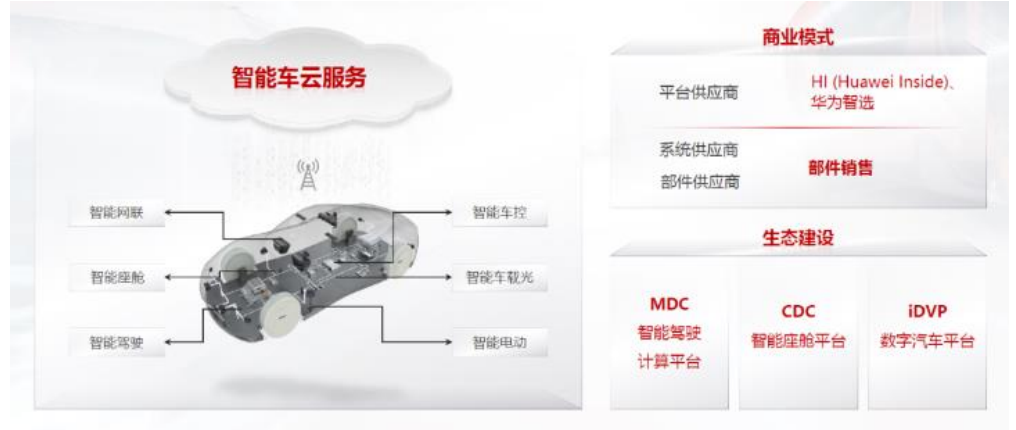 智能车云服务
智能网联
智能座舱
智能驾驶
智能车控
智能车载光
智能电动
商业模式
平台供应商
HI (Huawei Inside)、
华为智选
系统供应商
部件供应商
部件销售
生态建设
MDC
智能驾驶
计算平台
CDC
智能座舱平台
iDVP
数字汽车平台